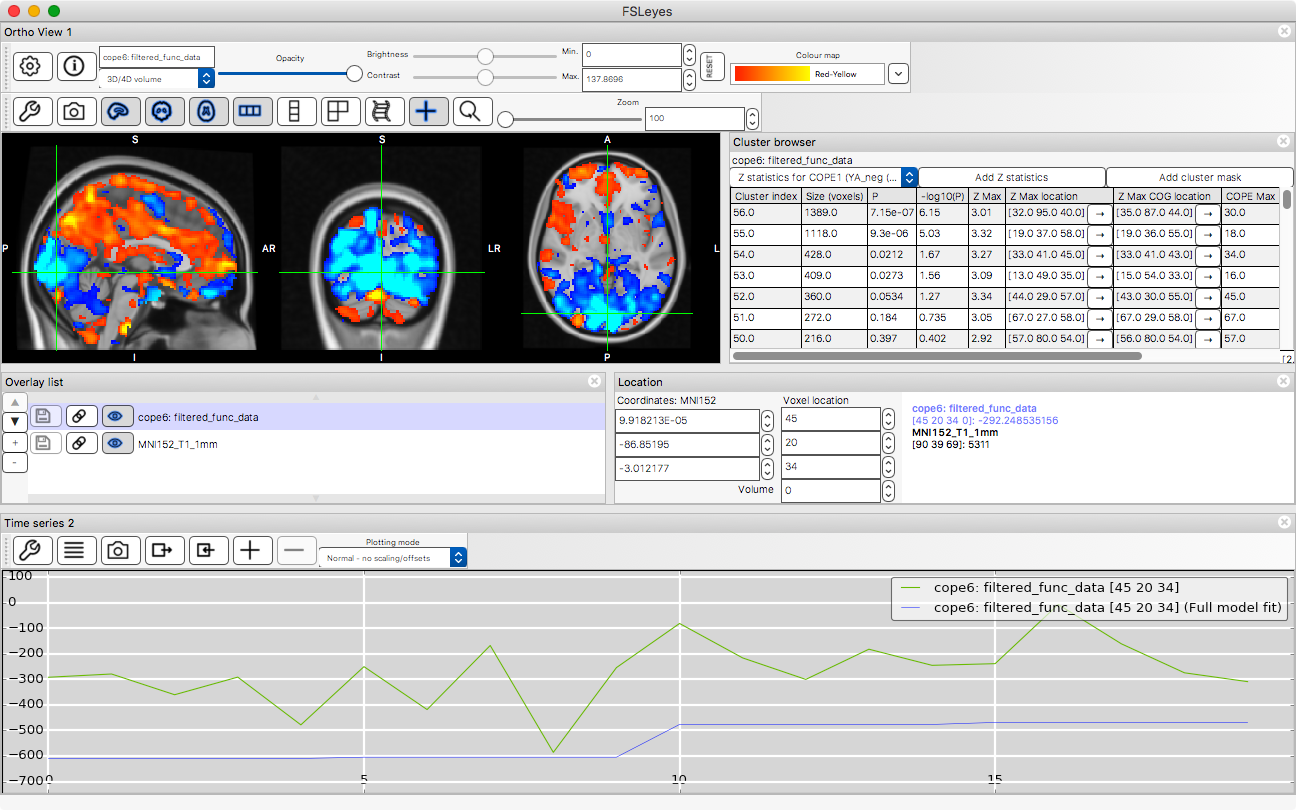 FSLeyes
Ortho View 1
cope6: filtered_func_data
3D/4D volume
Opacity
Brightness
Contrast
Min. 0
Max. 137.8696
RESET
Colour map
Red-Yellow
Zoom
100
S S A
P AR LR L
I I P
Cluster browser
cope6: filtered_func_data
Z statistics for COPE1 (YA_neg (... Add Z statistics Add cluster mask
Cluster index Size (voxels) P -log10(P) Z Max Z Max location Z Max COG location COPE Max
56.0 1389.0 7.15e-07 6.15 3.01 [32.0 95.0 40.0] → [35.0 87.0 44.0] → 30.0
55.0 1118.0 9.3e-06 5.03 3.32 [19.0 37.0 58.0] → [19.0 36.0 55.0] → 18.0
54.0 428.0 0.0212 1.67 3.27 [33.0 41.0 45.0] → [33.0 41.0 43.0] → 34.0
53.0 409.0 0.0273 1.56 3.09 [13.0 49.0 35.0] → [15.0 54.0 33.0] → 16.0
52.0 360.0 0.0534 1.27 3.34 [44.0 29.0 57.0] → [43.0 30.0 55.0] → 45.0
51.0 272.0 0.184 0.735 3.05 [67.0 27.0 58.0] → [67.0 29.0 58.0] → 67.0
50.0 216.0 0.397 0.402 2.92 [57.0 80.0 54.0] → [56.0 80.0 54.0] → 57.0
[2.
Overlay list
cope6: filtered_func_data
MNI152_T1_1mm
+
-
Location
Coordinates: MNI152 Voxel location
9.918213E-05 45
-86.85195 20
-3.012177 34
Volume 0
cope6: filtered_func_data
[45 20 34 0]: -292.248535156
MNI152_T1_1mm
[90 39 69]: 5311
Time series 2
Plotting mode
Normal - no scaling/offsets
cope6: filtered_func_data [45 20 34]
cope6: filtered_func_data [45 20 34] (Full model fit)
100
0
−100
−200
−300
−400
−500
−600
−700
0 5 10 15